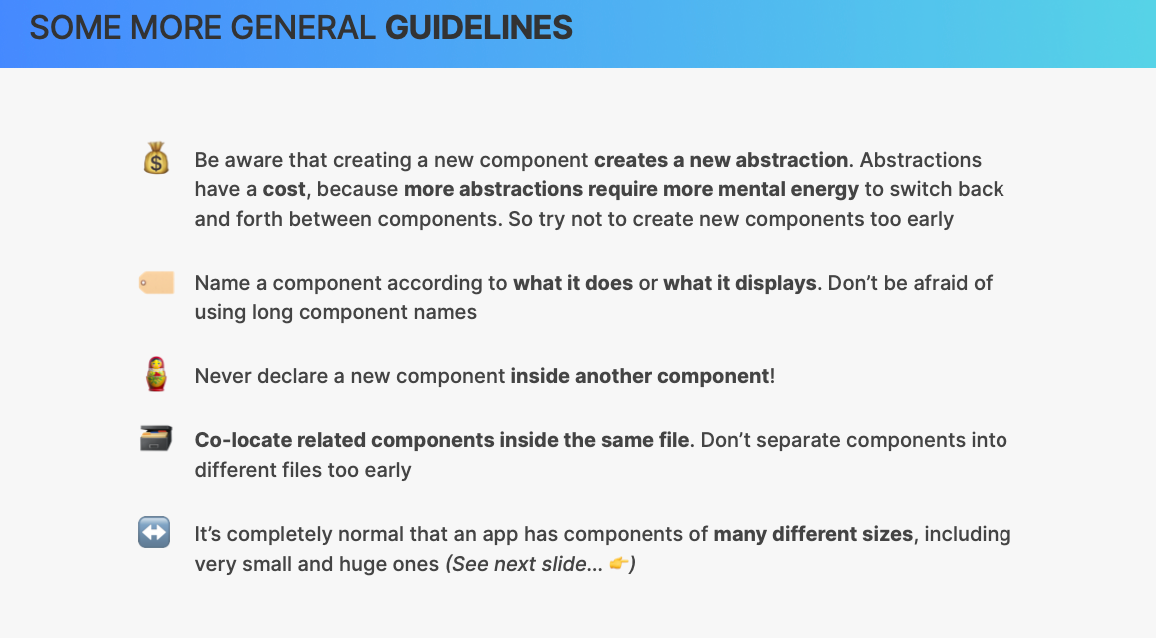 SOME MORE GENERAL GUIDELINES
Be aware that creating a new component creates a new abstraction. Abstractions
have a cost, because more abstractions require more mental energy to switch back
and forth between components. So try not to create new components too early
Name a component according to what it does or what it displays. Don’t be afraid of
using long component names
Never declare a new component inside another component!
Co-locate related components inside the same file. Don’t separate components into
different files too early
It’s completely normal that an app has components of many different sizes, including
very small and huge ones (See next slide... 👉)